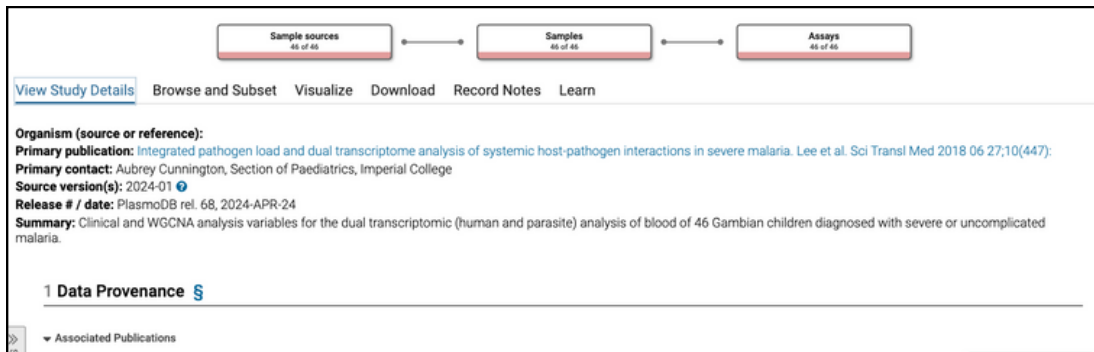 Sample sources
46 of 46
Samples
46 of 46
Assays
46 of 46
View Study Details Browse and Subset Visualize Download Record Notes Learn
Organism (source or reference):
Primary publication: Integrated pathogen load and dual transcriptome analysis of systemic host-pathogen interactions in severe malaria. Lee et al. Sci Transl Med 2018 06 27;10(447):
Primary contact: Aubrey Cunnington, Section of Paediatrics, Imperial College
Source version(s): 2024-01
Release # / date: PlasmoDB rel. 68, 2024-APR-24
Summary: Clinical and WGCNA analysis variables for the dual transcriptomic (human and parasite) analysis of blood of 46 Gambian children diagnosed with severe or uncomplicated
malaria.
1 Data Provenance §
Associated Publications